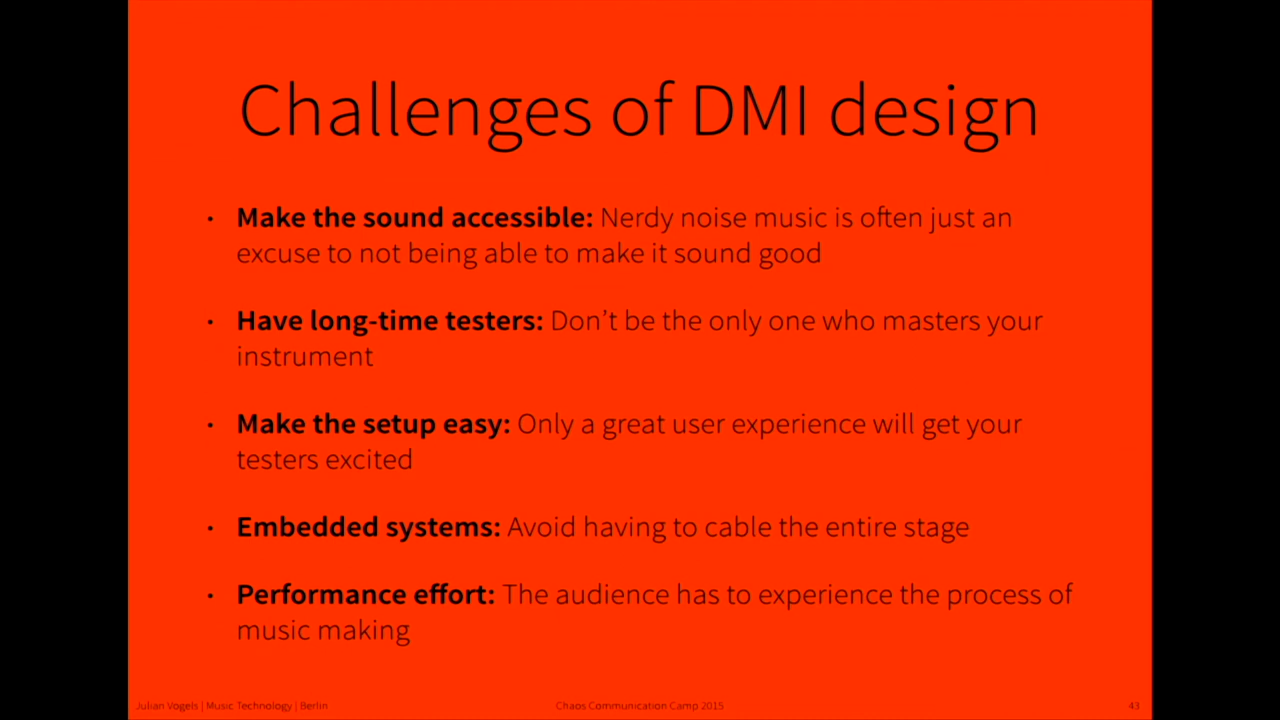 Challenges of DMI design
• Make the sound accessible: Nerdy noise music is often just an
excuse to not being able to make it sound good
• Have long-time testers: Don't be the only one who masters your
instrument
• Make the setup easy: Only a great user experience will get your
testers excited
• Embedded systems: Avoid having to cable the entire stage
• Performance effort: The audience has to experience the process of
music making
Julian Vogels | Music Technology | Berlin
Chaos Communication Camp 2015
43